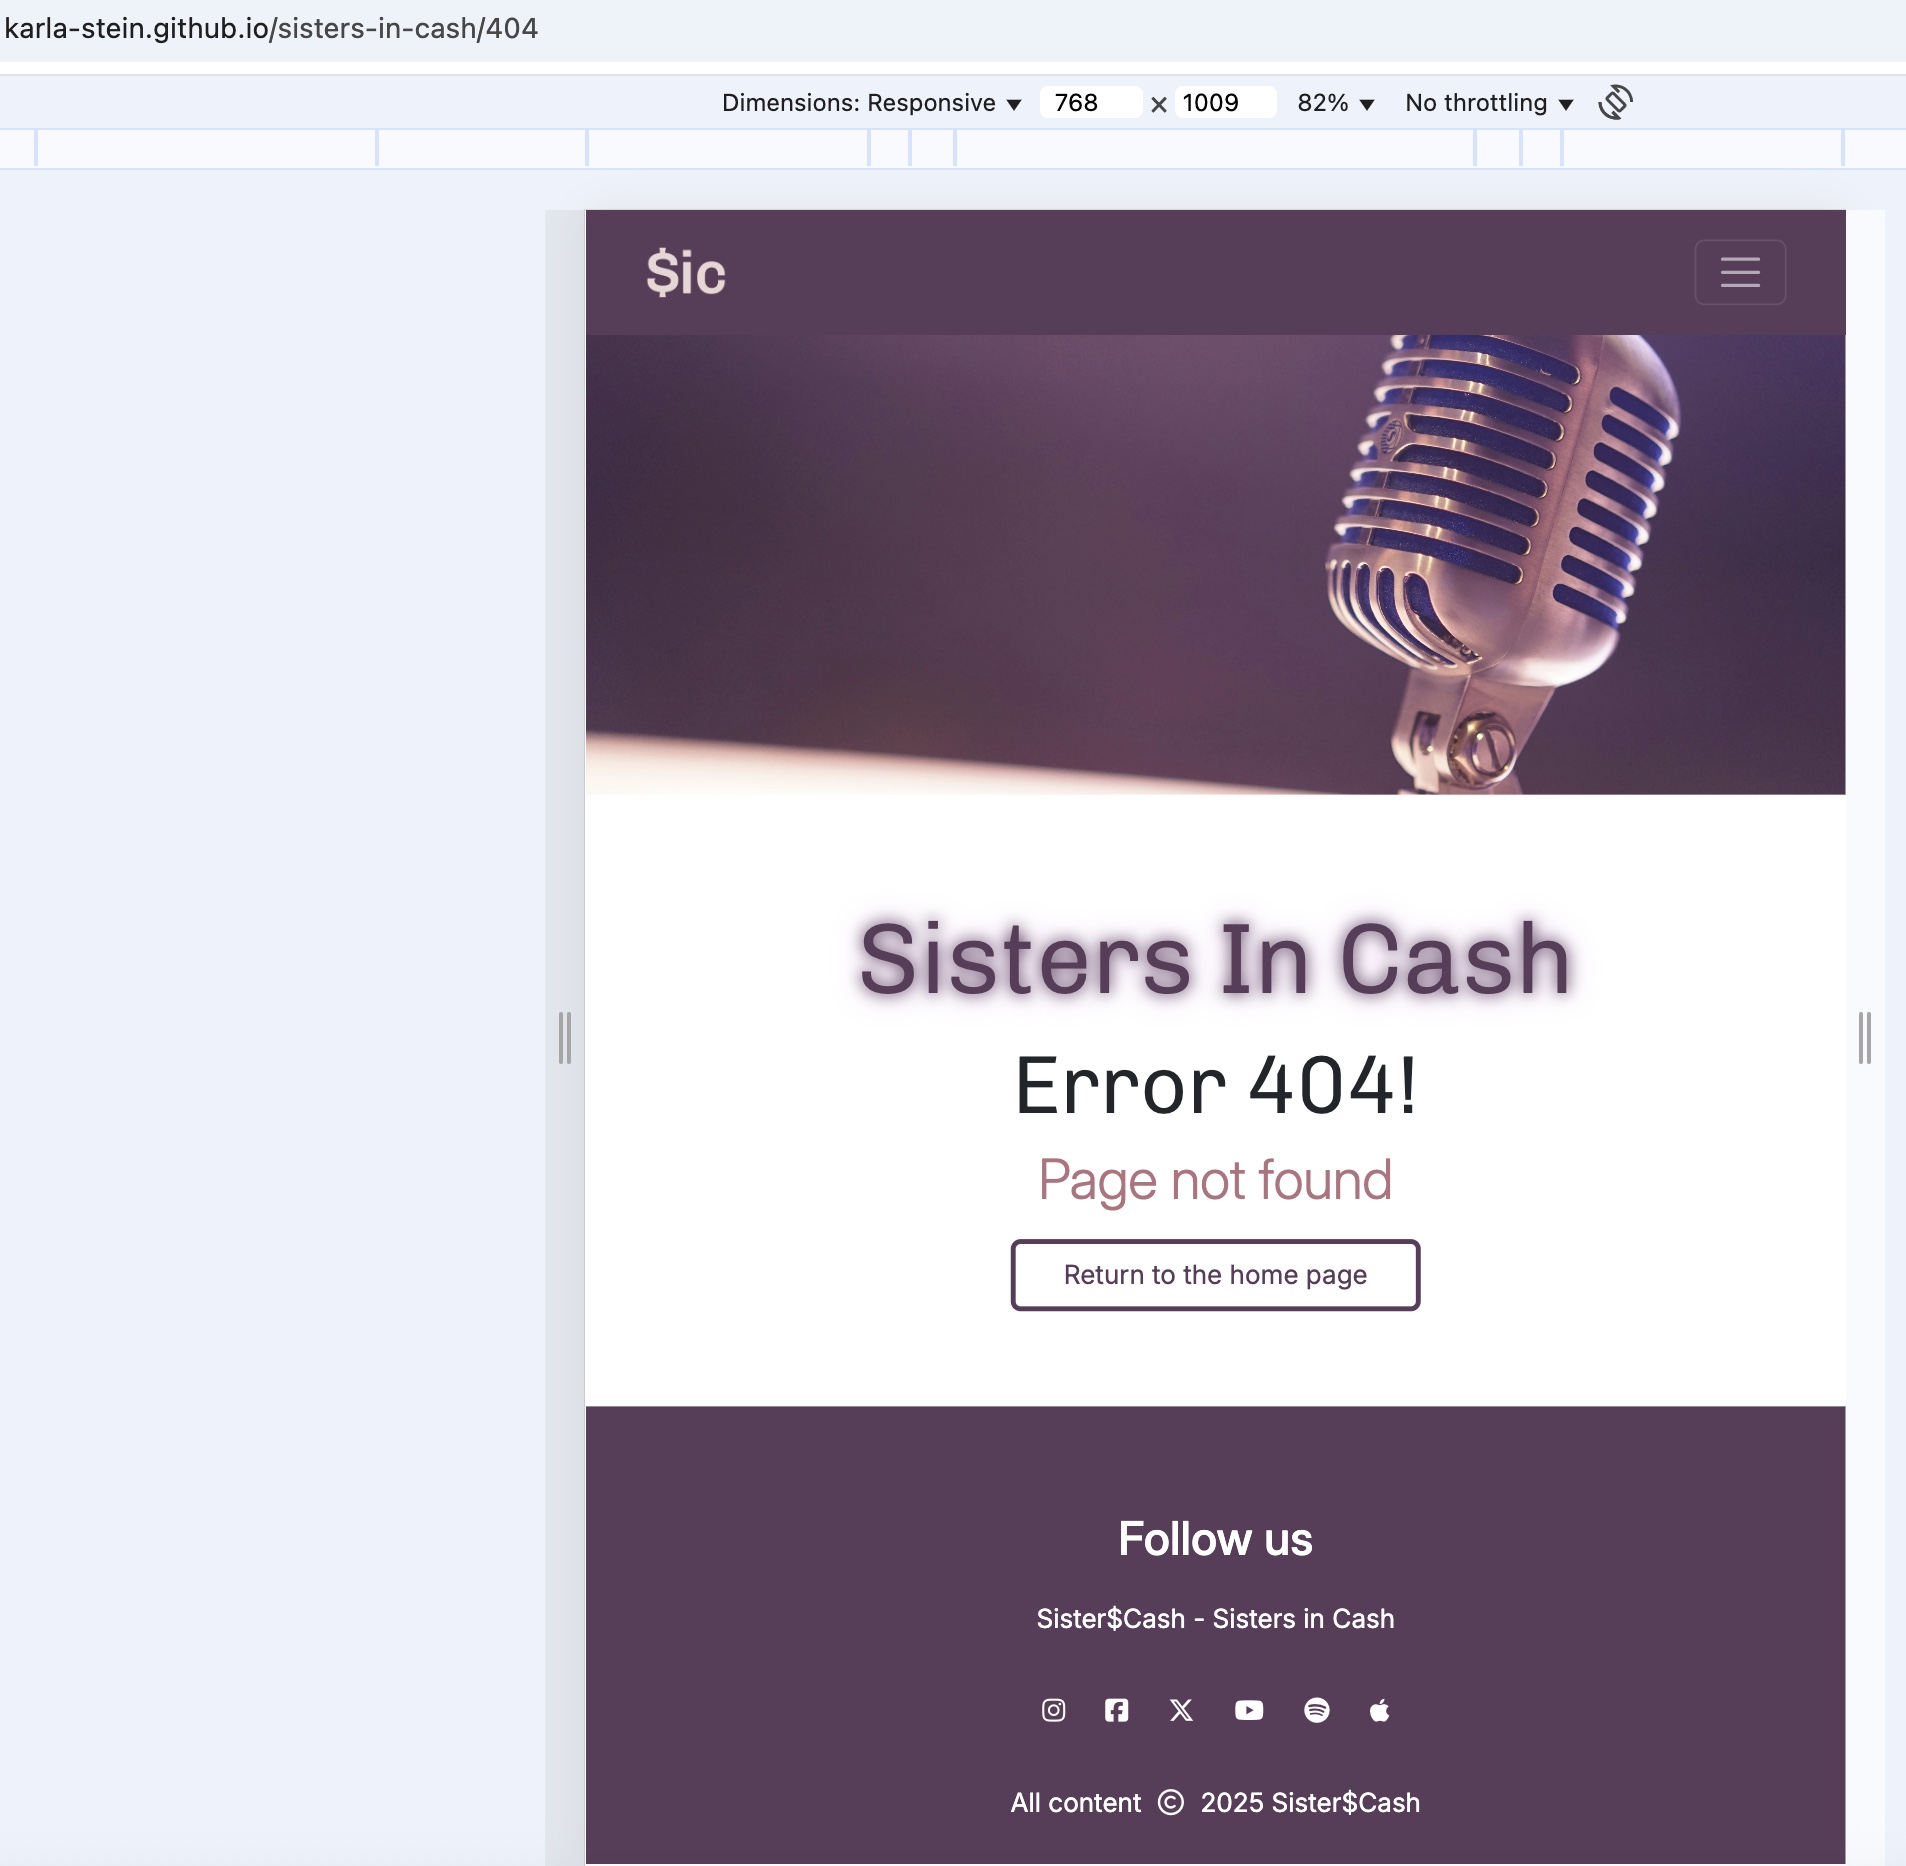 karla-stein.github.io/sisters-in-cash/404
Dimensions: Responsive ▼ 768 × 1009 82% ▼ No throttling ▼
$ic
Sisters In Cash
Error 404!
Page not found
Return to the home page
Follow us
Sister$Cash - Sisters in Cash
All content © 2025 Sister$Cash